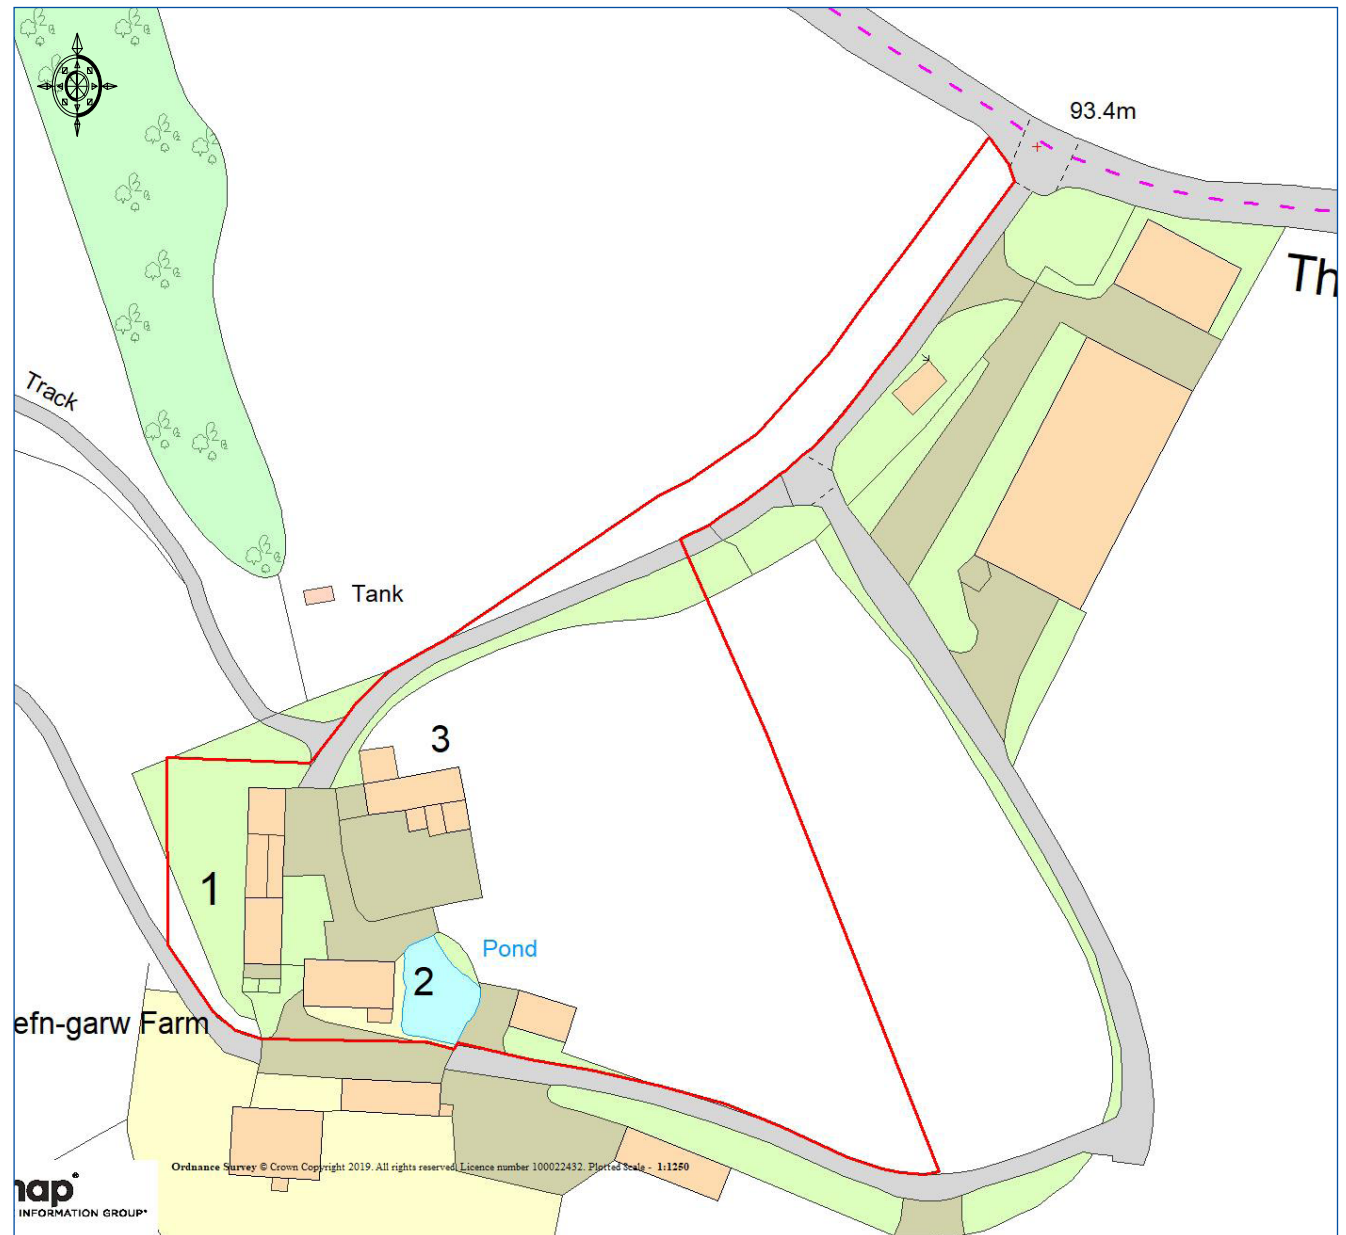 93.4m
Th
Track
Tank
3
1
Pond
2
efn-garw Farm
Ordnance Survey © Crown Copyright 2019. All rights reserved. Licence number 100022432. Plotted Scale - 1:1250
map®
INFORMATION GROUP®